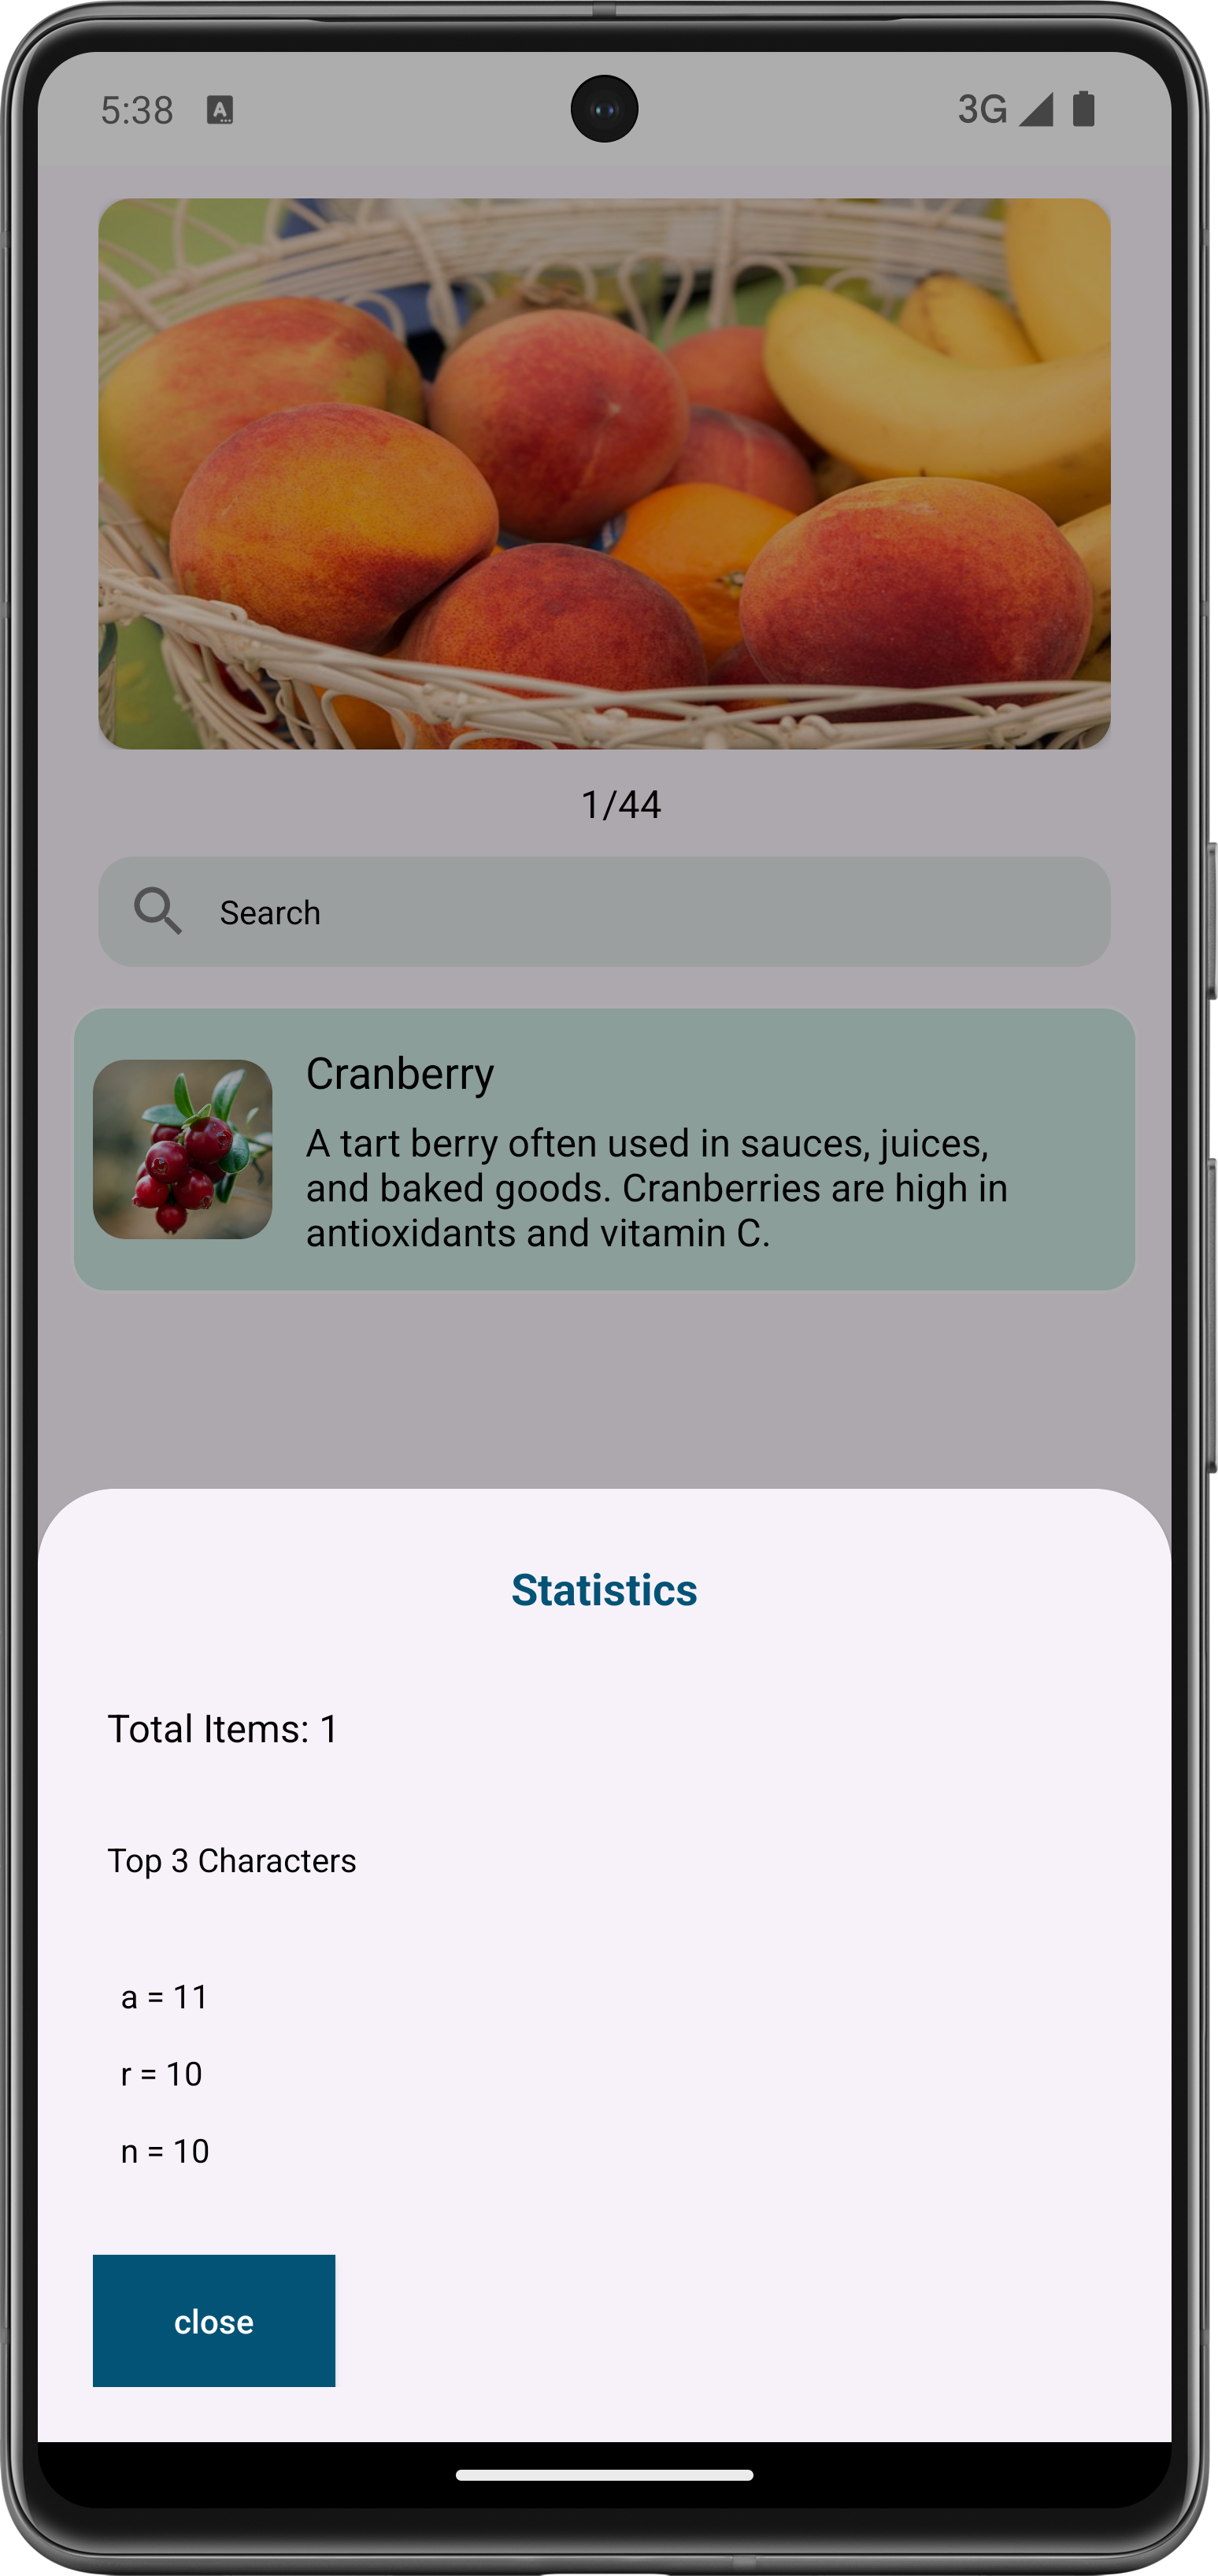 5:38 A 3G
1/44
Search
Cranberry
A tart berry often used in sauces, juices,
and baked goods. Cranberries are high in
antioxidants and vitamin C.
Statistics
Total Items: 1
Top 3 Characters
a = 11
r = 10
n = 10
close